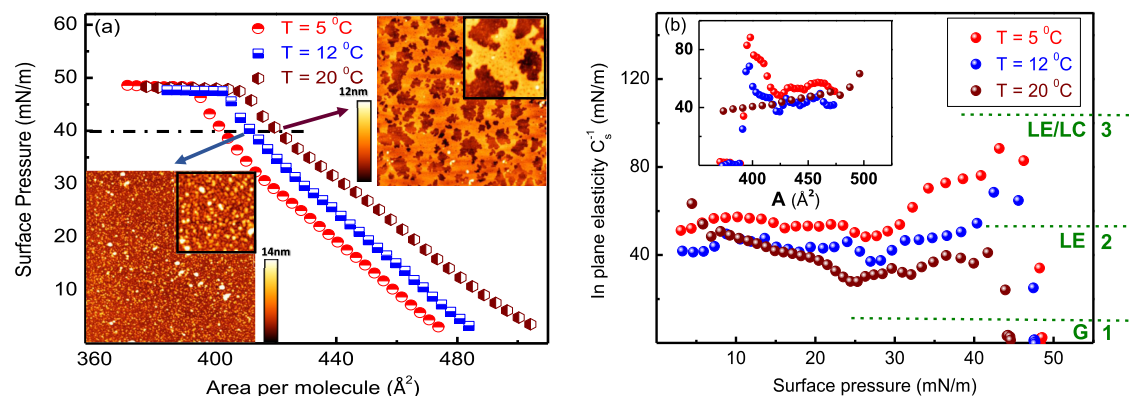 (a)
T = 5 ⁰C
T = 12 ⁰C
T = 20 ⁰C
12nm
14nm
60
50
40
30
20
10
360
400
440
480
Surface Pressure (mN/m)
Area per molecule (Å²)
(b)
T = 5 ⁰C
T = 12 ⁰C
T = 20 ⁰C
80
40
400
450
500
A (Å²)
120
80
40
10
20
30
40
50
In plane elasticity Cₛ⁻¹
Surface pressure (mN/m)
LE/LC 3
LE 2
G 1